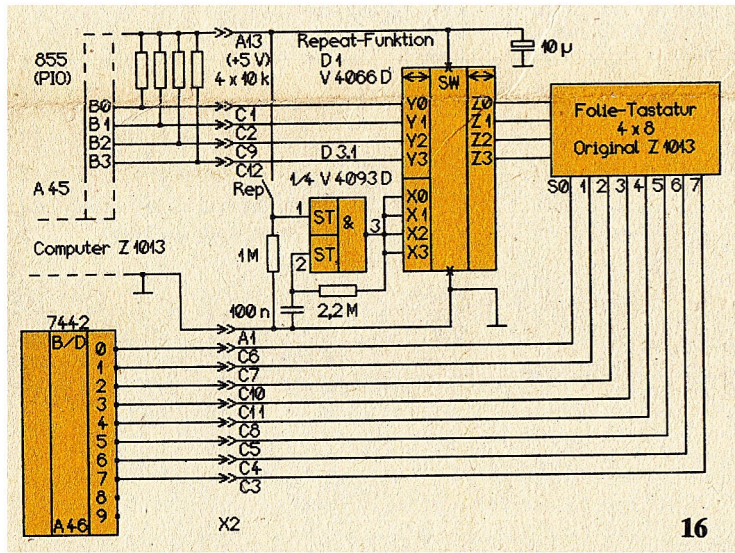 855
(PIO)
A13
(+5 V)
4 x 10 k
Repeat-Funktion
D1
V 4066 D
10 µ
SW
B0
B1
B2
B3
C1
C2
C9
C12
Y0
Y1
Y2
Y3
Z0
Z1
Z2
Z3
Folie-Tastatur
4 x 8
Original Z 1013
S0 1 2 3 4 5 6 7
A 45
D 3.1
1/4 V 4093 D
Rep
X0
X1
X2
X3
1
2
3
ST
ST
&
1M
2,2 M
100 n
Computer Z 1013
7442
B/D
0
1
2
3
4
5
6
7
8
9
A46
A1
C6
C7
C10
C11
C8
C5
C4
C3
X2
16